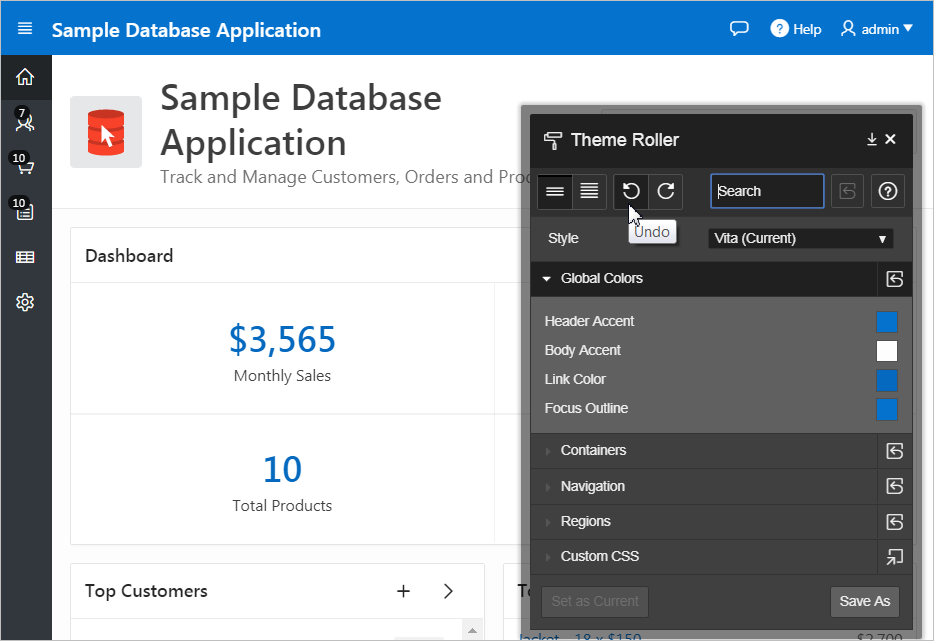 Sample Database Application
Help
admin
Sample Database
Application
Track and Manage Customers, Orders and
7
10
10
Dashboard
$3,565
Monthly Sales
10
Total Products
Top Customers
Theme Roller
Search
Undo
Style
Vita (Current)
Global Colors
Header Accent
Body Accent
Link Color
Focus Outline
Containers
Navigation
Regions
Custom CSS
Set as Current
Save As
Jacket 18 x $150
$2,700